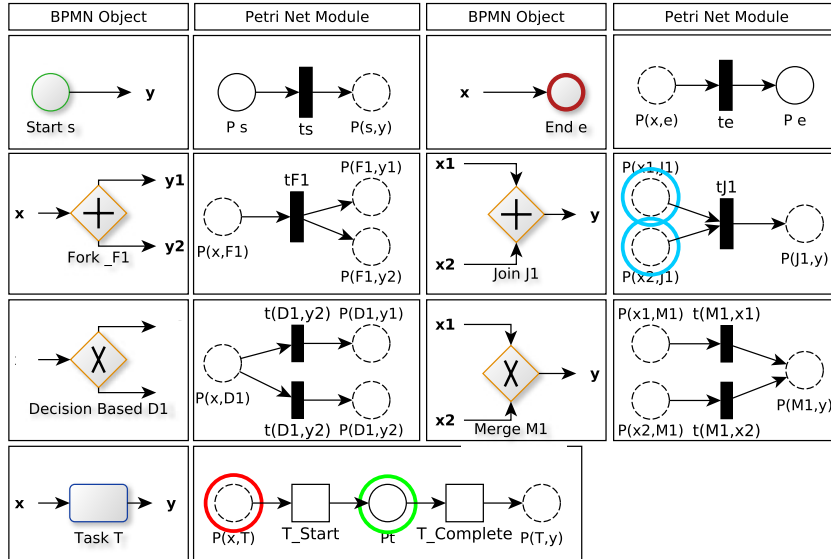 BPMN Object Petri Net Module BPMN Object Petri Net Module
y
Start s
P s ts P(s,y)
x
End e
P(x,e) te P e
x y1 y2
Fork _F1
tF1 P(F1,y1)
P(x,F1) P(F1,y2)
x1 x2 y
Join J1
P(x1,J1) tJ1
P(x2,J1) P(J1,y)
Decision Based D1
t(D1,y2) P(D1,y1)
P(x,D1)
t(D1,y2) P(D1,y2)
x1 x2 y
Merge M1
P(x1,M1) t(M1,x1)
P(M1,y)
P(x2,M1) t(M1,x2)
x y
Task T
P(x,T) T_Start Pt T_Complete P(T,y)